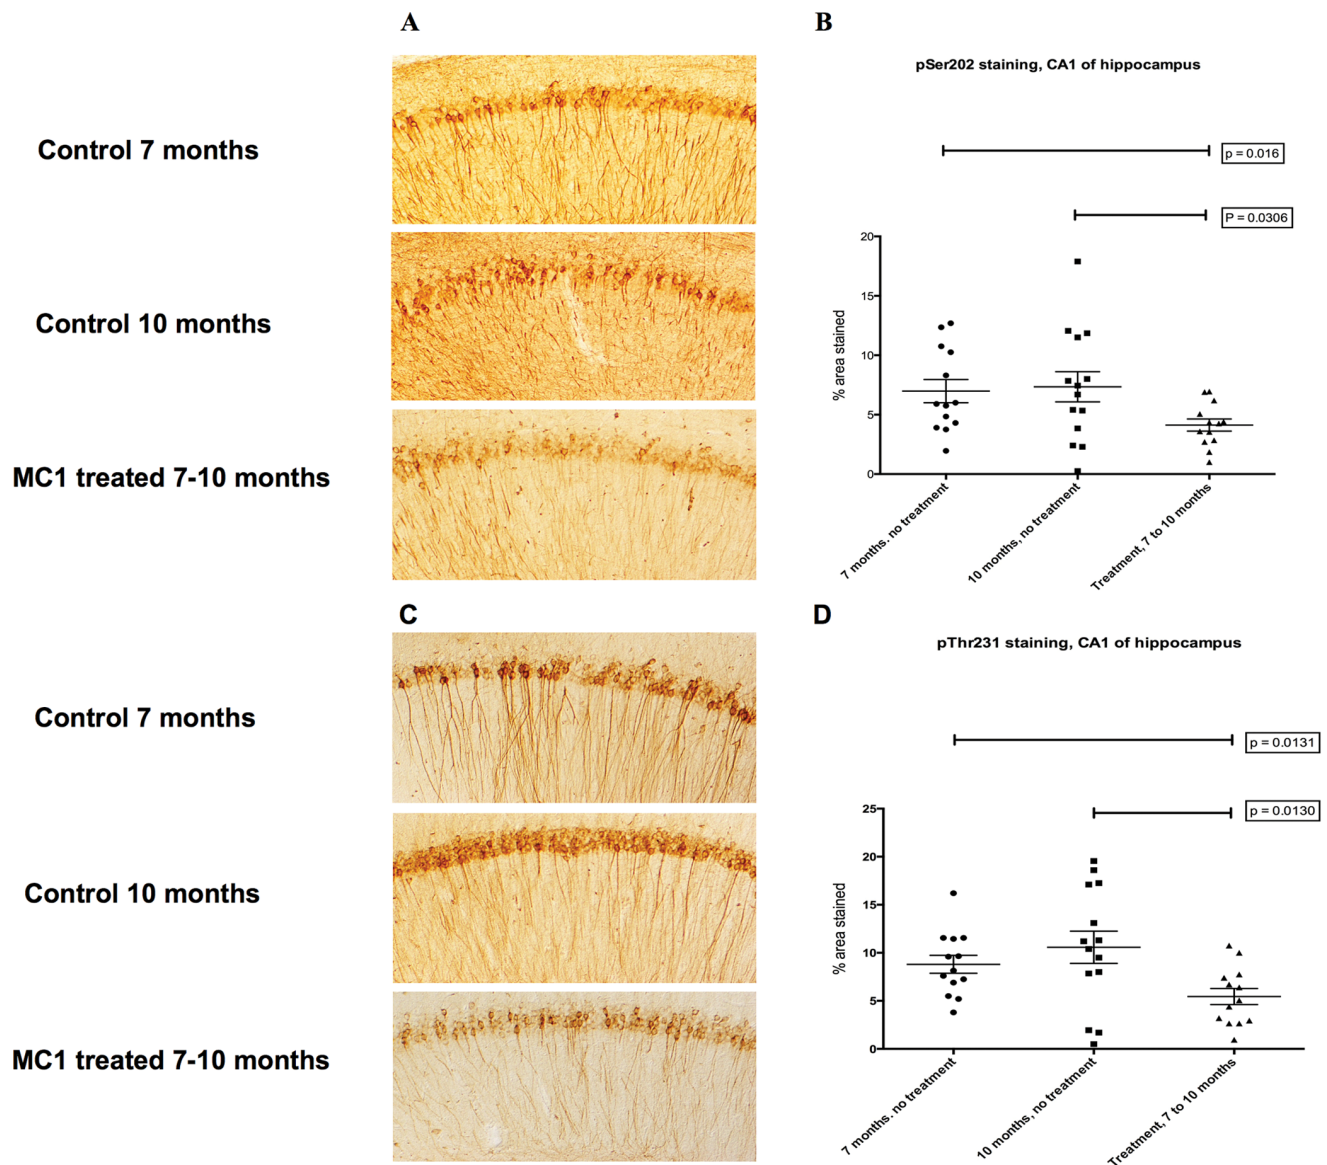 A
B
pSer202 staining, CA1 of hippocampus
Control 7 months
p = 0.016
P = 0.0306
20
15
10
5
0
% area stained
Control 10 months
MC1 treated 7-10 months
7 months. no treatment
10 months, no treatment
Treatment, 7 to 10 months
C
D
pThr231 staining, CA1 of hippocampus
Control 7 months
p = 0.0131
p = 0.0130
25
20
15
10
5
0
% area stained
Control 10 months
MC1 treated 7-10 months
7 months. no treatment
10 months, no treatment
Treatment, 7 to 10 months